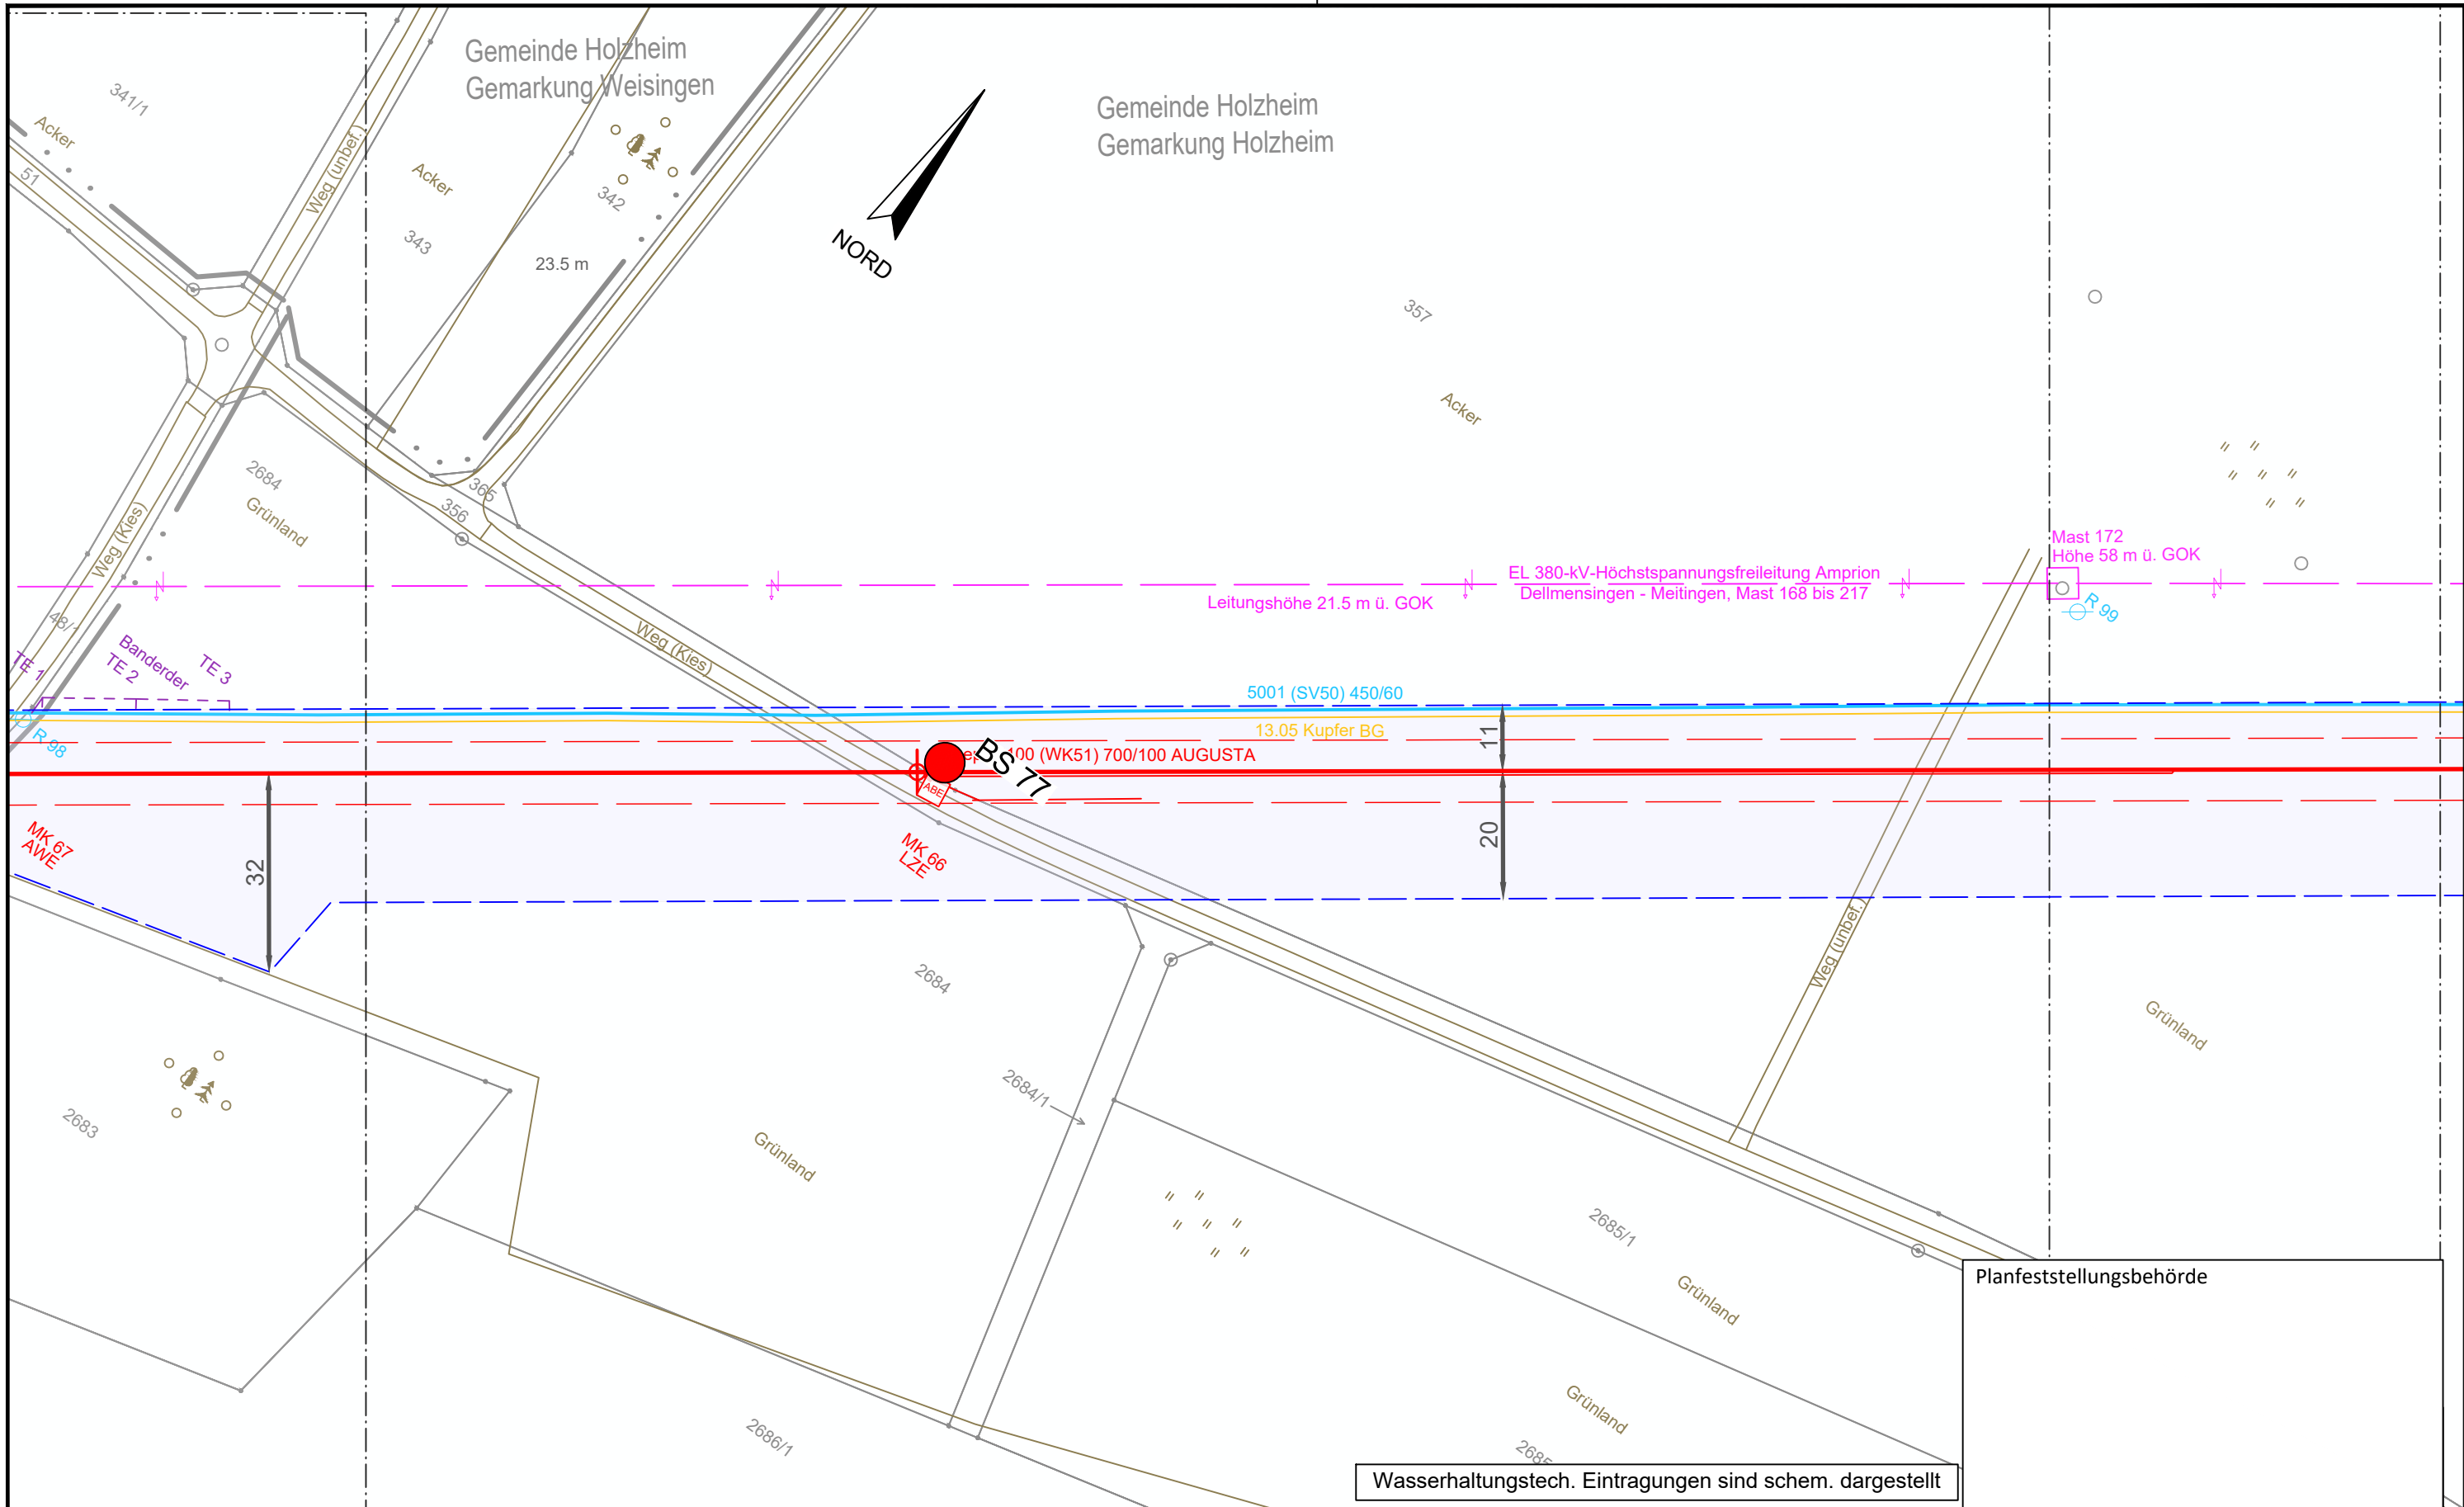 Gemeinde Holzheim
Gemarkung Weisingen
Gemeinde Holzheim
Gemarkung Holzheim
341/1
Acker
51
Weg (unbef.)
Acker
343
342
23.5 m
NORD
357
Acker
2684
Grünland
365
356
Weg (Kies)
48/1
Mast 172
Höhe 58 m ü. GOK
EL 380-kV-Höchstspannungsfreileitung Amprion
Dellmensingen - Meitingen, Mast 168 bis 217
Leitungshöhe 21.5 m ü. GOK
R 99
Weg (Kies)
TE 1
Banderder
TE 2
TE 3
5001 (SV50) 450/60
13.05 Kupfer BG
R 98
(WK51) 700/100 AUGUSTA
BS 77
ABE
11
20
32
MK 67
AWE
MK 66
LZE
Weg (unbef.)
2684
Grünland
2683
2684/1
Grünland
2685/1
Grünland
Grünland
2686/1
Planfeststellungsbehörde
Wasserhaltungstech. Eintragungen sind schem. dargestellt